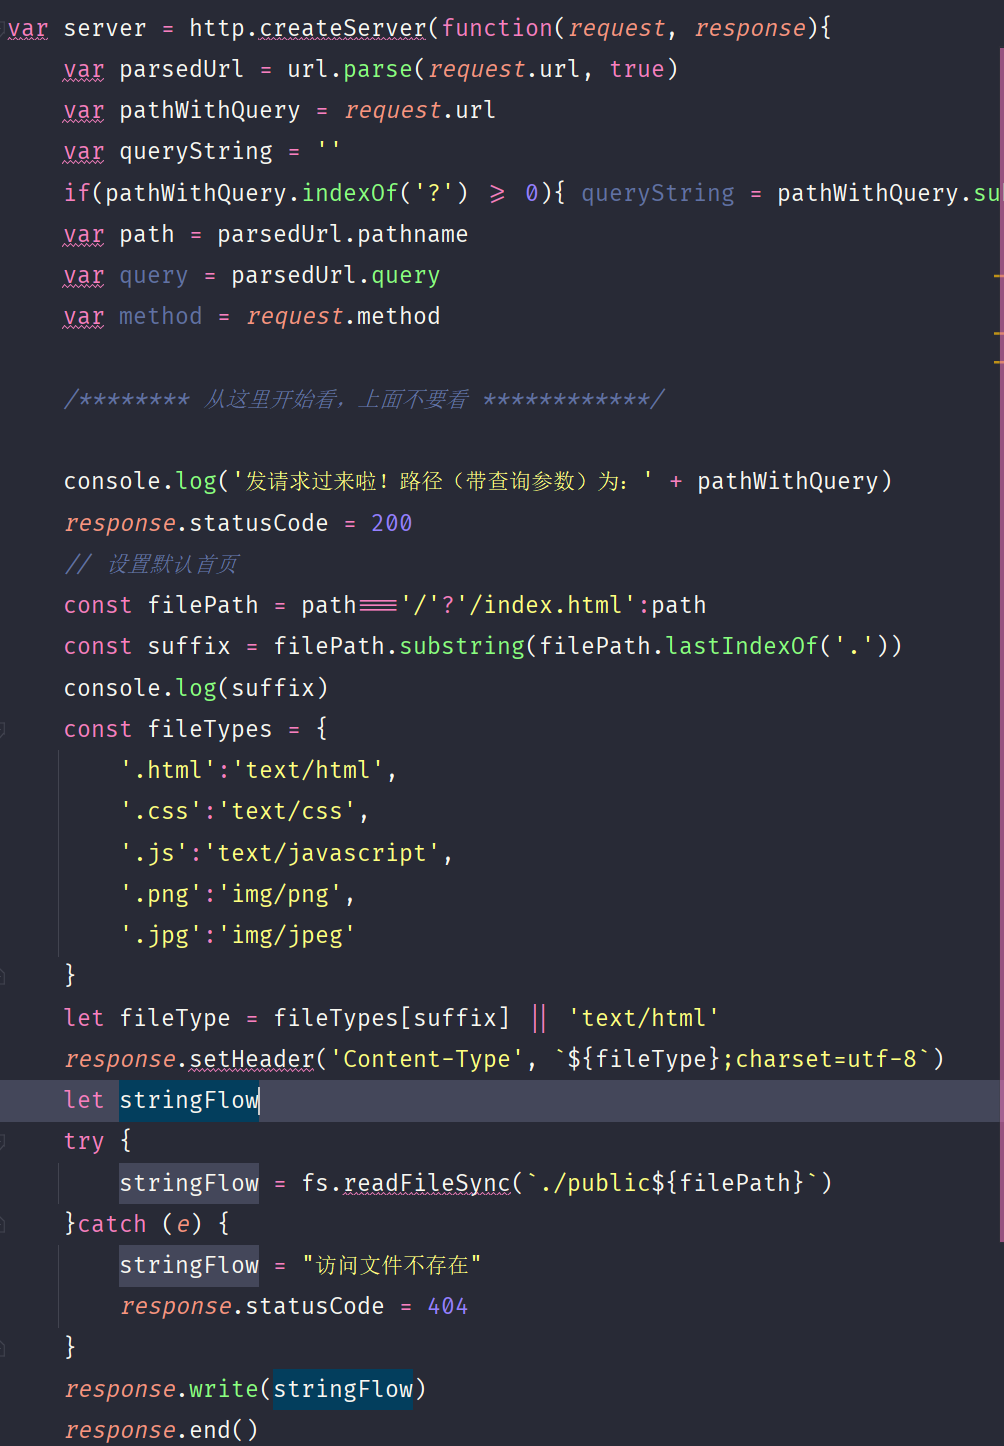 var server = http.createServer(function(request, response){
var parsedUrl = url.parse(request.url, true)
var pathWithQuery = request.url
var queryString = ''
if(pathWithQuery.indexOf('?') >= 0){ queryString = pathWithQuery.su
var path = parsedUrl.pathname
var query = parsedUrl.query
var method = request.method
/******** 从这里开始看，上面不要看 ************/
console.log('发请求过来啦！路径（带查询参数）为：' + pathWithQuery)
response.statusCode = 200
// 设置默认首页
const filePath = path==='/'?'/index.html':path
const suffix = filePath.substring(filePath.lastIndexOf('.'))
console.log(suffix)
const fileTypes = {
'.html':'text/html',
'.css':'text/css',
'.js':'text/javascript',
'.png':'img/png',
'.jpg':'img/jpeg'
}
let fileType = fileTypes[suffix] || 'text/html'
response.setHeader('Content-Type', `${fileType};charset=utf-8`)
let stringFlow
try {
stringFlow = fs.readFileSync(`./public${filePath}`)
}catch (e) {
stringFlow = "访问文件不存在"
response.statusCode = 404
}
response.write(stringFlow)
response.end()